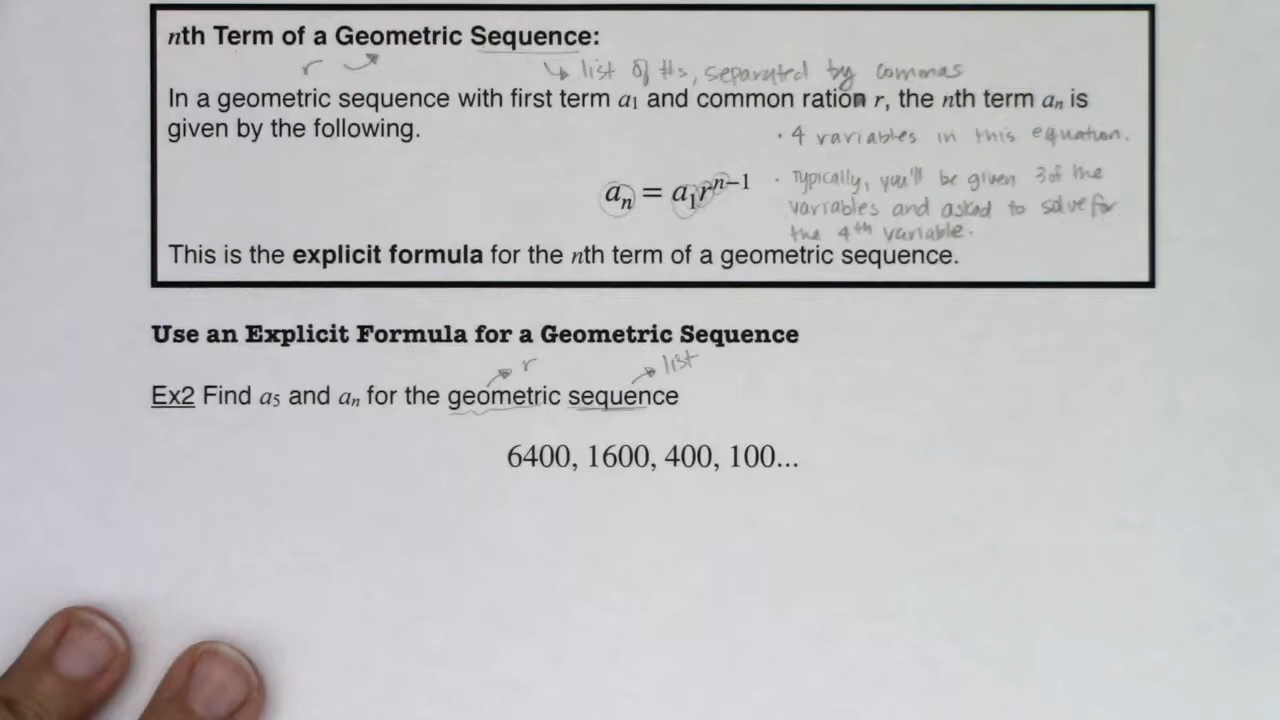 nth Term of a Geometric Sequence:
r
↳ list of #s, separated by commas
In a geometric sequence with first term a₁ and common ration r, the nth term aₙ is
given by the following.
· 4 variables in this equation.
aₙ = a₁rⁿ⁻¹
· Typically, you'll be given 3 of the
variables and asked to solve for
the 4th variable.
This is the explicit formula for the nth term of a geometric sequence.
Use an Explicit Formula for a Geometric Sequence
r
list
Ex2 Find a₅ and aₙ for the geometric sequence
6400, 1600, 400, 100...